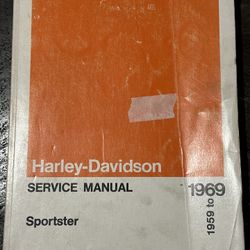 Harley-Davidson
SERVICE MANUAL
Sportster
1959 to 1969